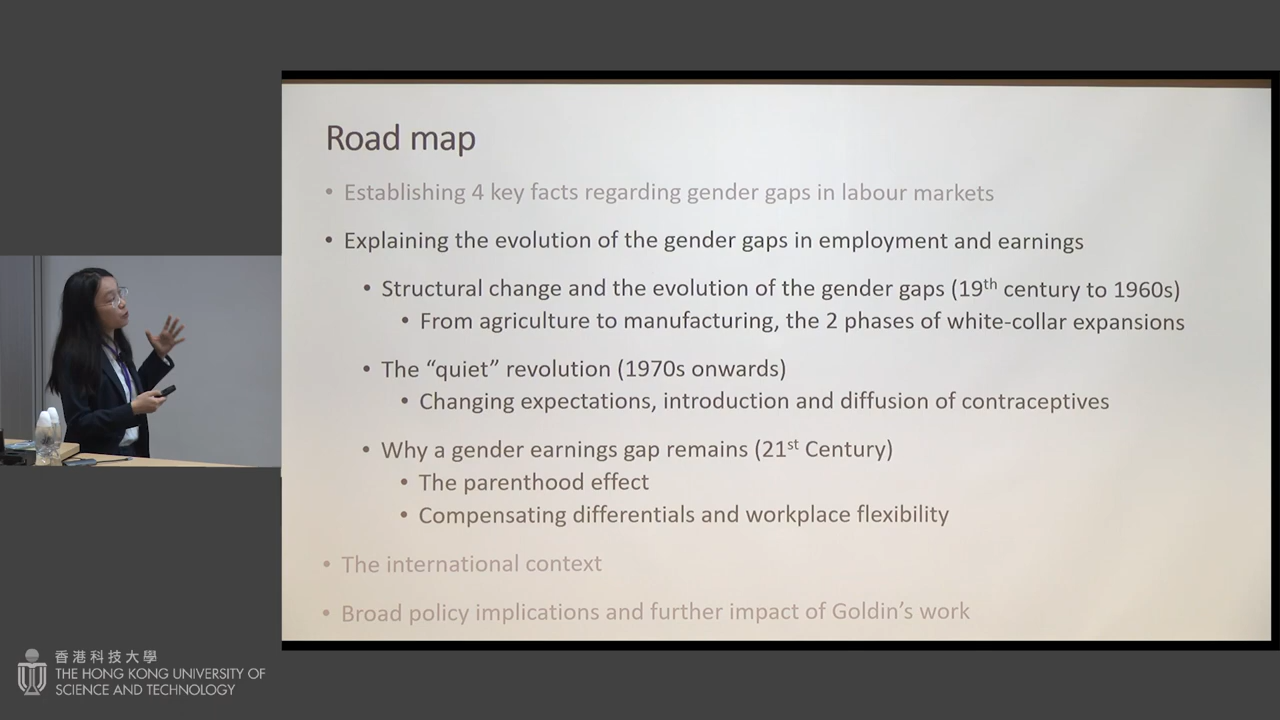 Road map
• Establishing 4 key facts regarding gender gaps in labour markets
• Explaining the evolution of the gender gaps in employment and earnings
• Structural change and the evolution of the gender gaps (19th century to 1960s)
• From agriculture to manufacturing, the 2 phases of white-collar expansions
• The “quiet” revolution (1970s onwards)
• Changing expectations, introduction and diffusion of contraceptives
• Why a gender earnings gap remains (21st Century)
• The parenthood effect
• Compensating differentials and workplace flexibility
• The international context
• Broad policy implications and further impact of Goldin’s work
香港科技大學
THE HONG KONG UNIVERSITY OF
SCIENCE AND TECHNOLOGY